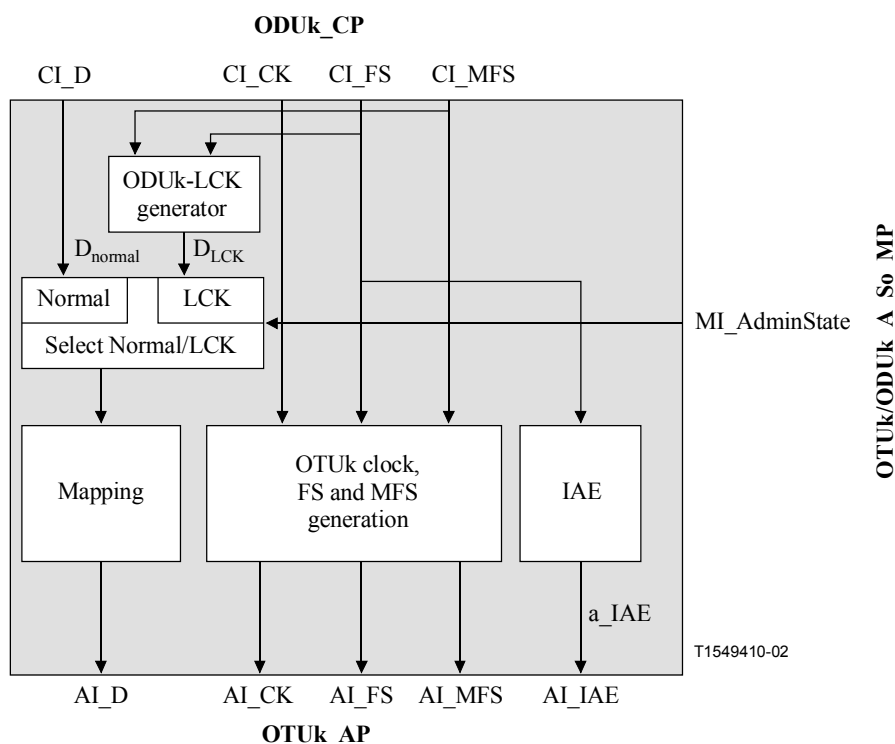 ODUk_CP
CI_D CI_CK CI_FS CI_MFS
ODUk-LCK
generator
Dnormal DLCK
Normal LCK
Select Normal/LCK
MI_AdminState
OTUk/ODUk_A_So_MP
Mapping
OTUk clock,
FS and MFS
generation
IAE
a_IAE
T1549410-02
AI_D AI_CK AI_FS AI_MFS AI_IAE
OTUk_AP